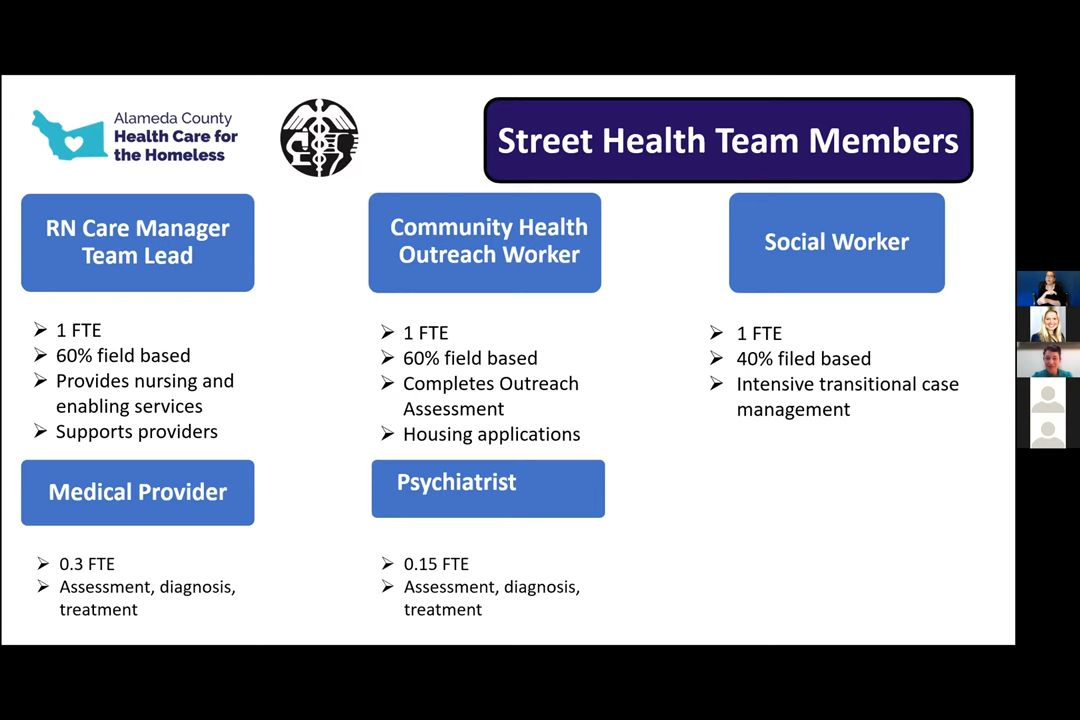 Alameda County
Health Care for
the Homeless
Street Health Team Members
RN Care Manager
Team Lead
➢ 1 FTE
➢ 60% field based
➢ Provides nursing and
enabling services
➢ Supports providers
Community Health
Outreach Worker
➢ 1 FTE
➢ 60% field based
➢ Completes Outreach
Assessment
➢ Housing applications
Social Worker
➢ 1 FTE
➢ 40% filed based
➢ Intensive transitional case
management
Medical Provider
➢ 0.3 FTE
➢ Assessment, diagnosis,
treatment
Psychiatrist
➢ 0.15 FTE
➢ Assessment, diagnosis,
treatment